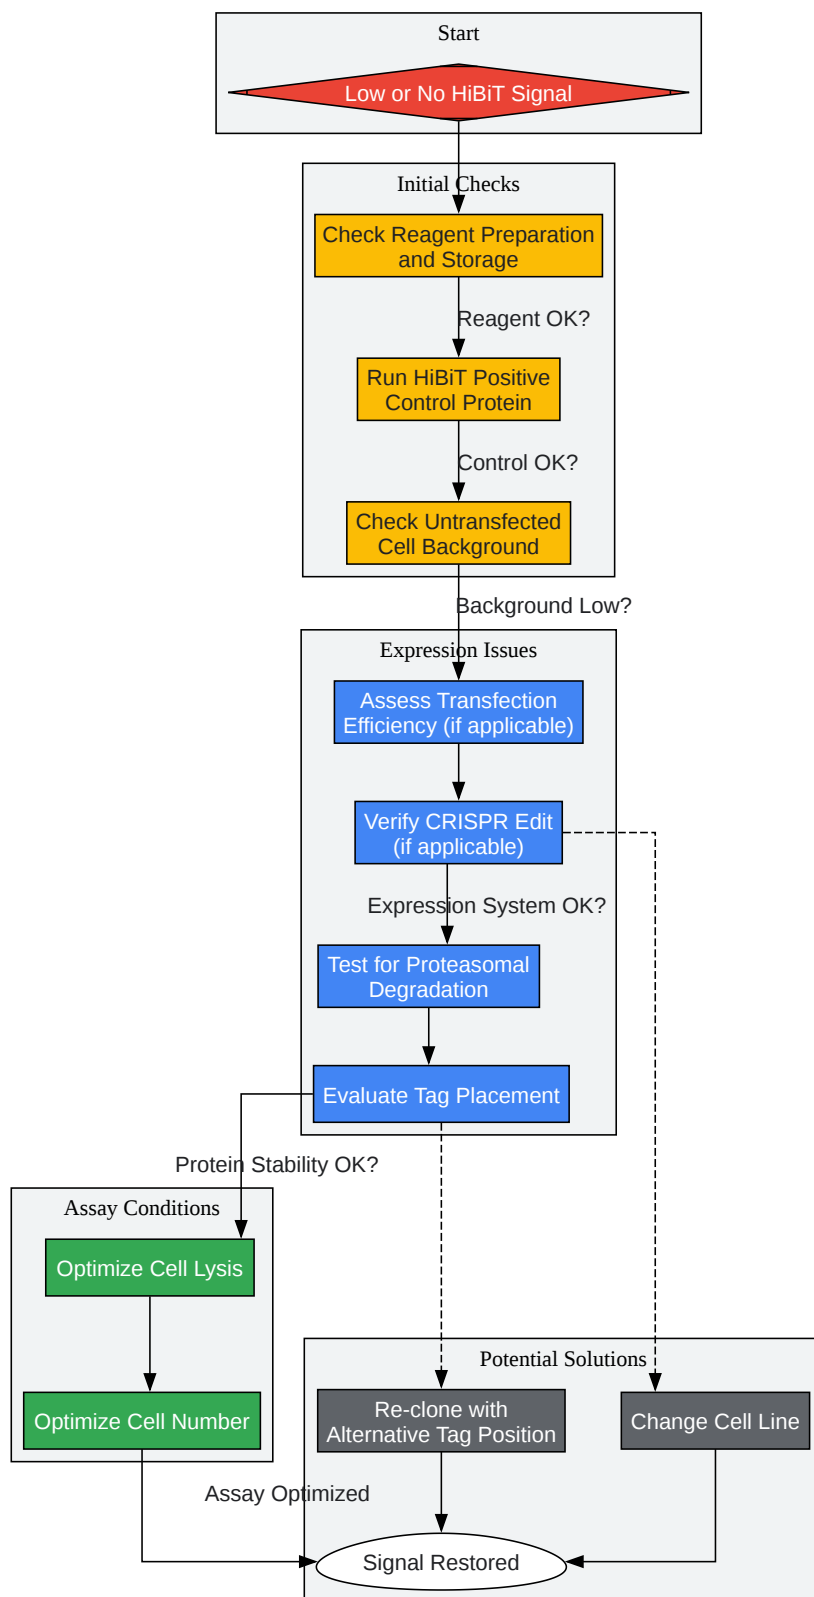 Start
Low or No HiBiT Signal
Initial Checks
Check Reagent Preparation
and Storage
Reagent OK?
Run HiBiT Positive
Control Protein
Control OK?
Check Untransfected
Cell Background
Background Low?
Expression Issues
Assess Transfection
Efficiency (if applicable)
Verify CRISPR Edit
(if applicable)
Expression System OK?
Test for Proteasomal
Degradation
Evaluate Tag Placement
Protein Stability OK?
Assay Conditions
Optimize Cell Lysis
Optimize Cell Number
Potential Solutions
Re-clone with
Alternative Tag Position
Change Cell Line
Assay Optimized
Signal Restored